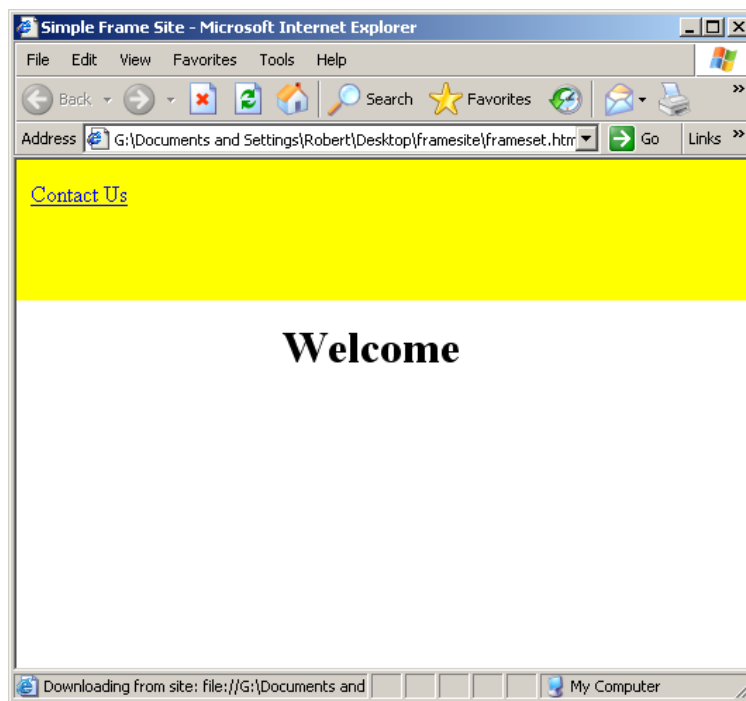 Simple Frame Site - Microsoft Internet Explorer
File Edit View Favorites Tools Help
Back Search Favorites »
Address G:\Documents and Settings\Robert\Desktop\framesite\frameset.htm Go Links »
Contact Us
Welcome
Downloading from site: file://G:\Documents and My Computer